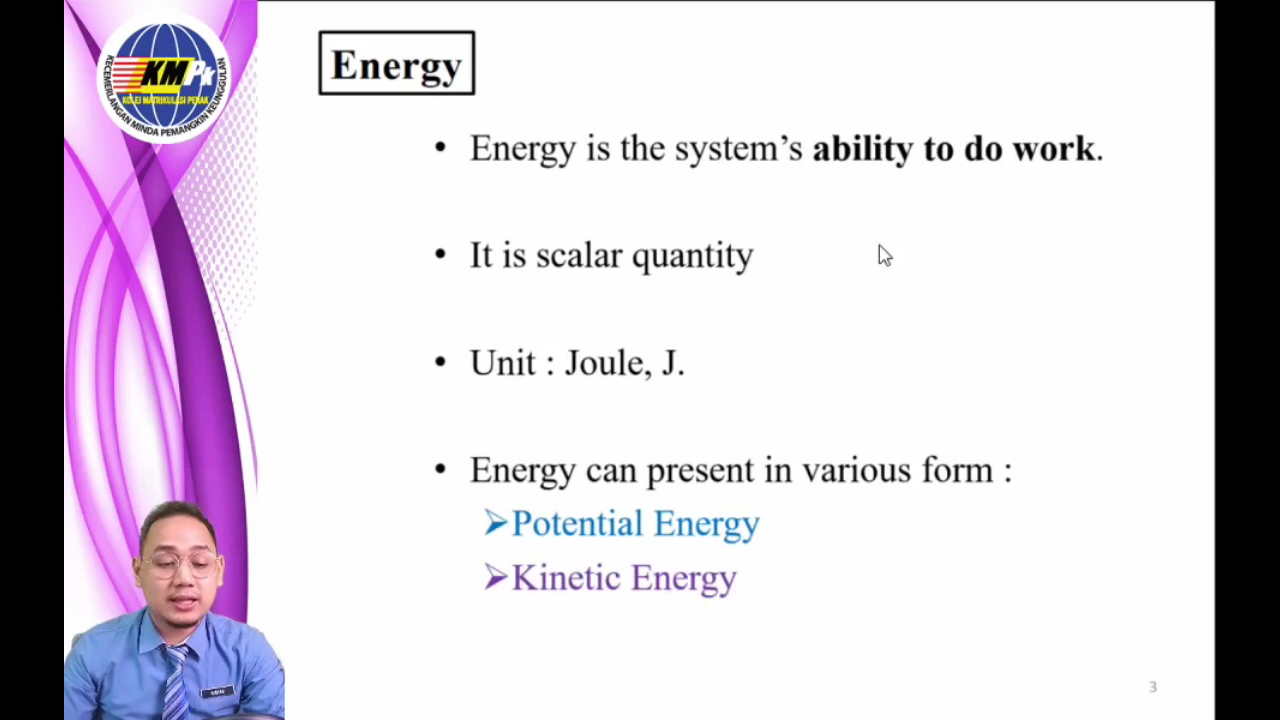 KMPk
KOLEJ MATRIKULASI PERAK
KECEMERLANGAN MINDA PEMANGKIN KEUNGGULAN
Energy
• Energy is the system's ability to do work.
• It is scalar quantity
• Unit : Joule, J.
• Energy can present in various form :
➢Potential Energy
➢Kinetic Energy
3